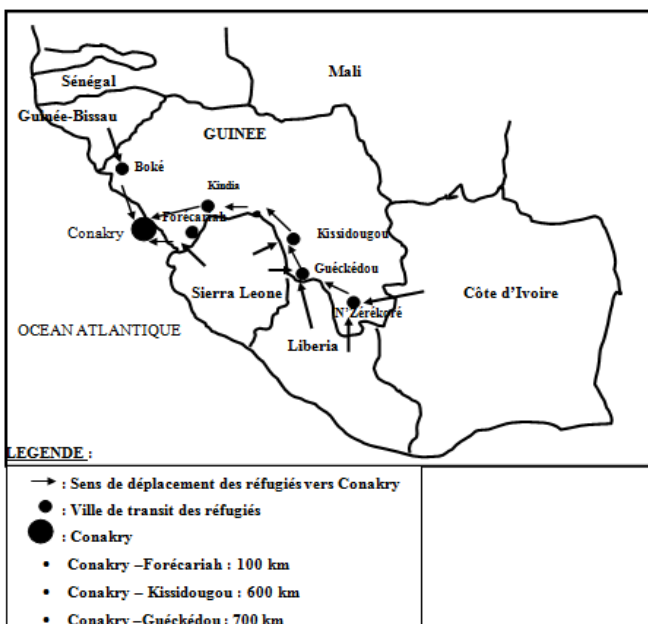 Mali
Sénégal
Guinée-Bissau
GUINEE
Boké
Kindia
Forécariah
Conakry
Kissidougou
Guéckédou
Sierra Leone
Côte d’Ivoire
N’Zérékoré
OCEAN ATLANTIQUE
Liberia
LEGENDE :
: Sens de déplacement des réfugiés vers Conakry
: Ville de transit des réfugiés
: Conakry
• Conakry –Forécariah : 100 km
• Conakry – Kissidougou : 600 km
• Conakry –Guéckédou : 700 km